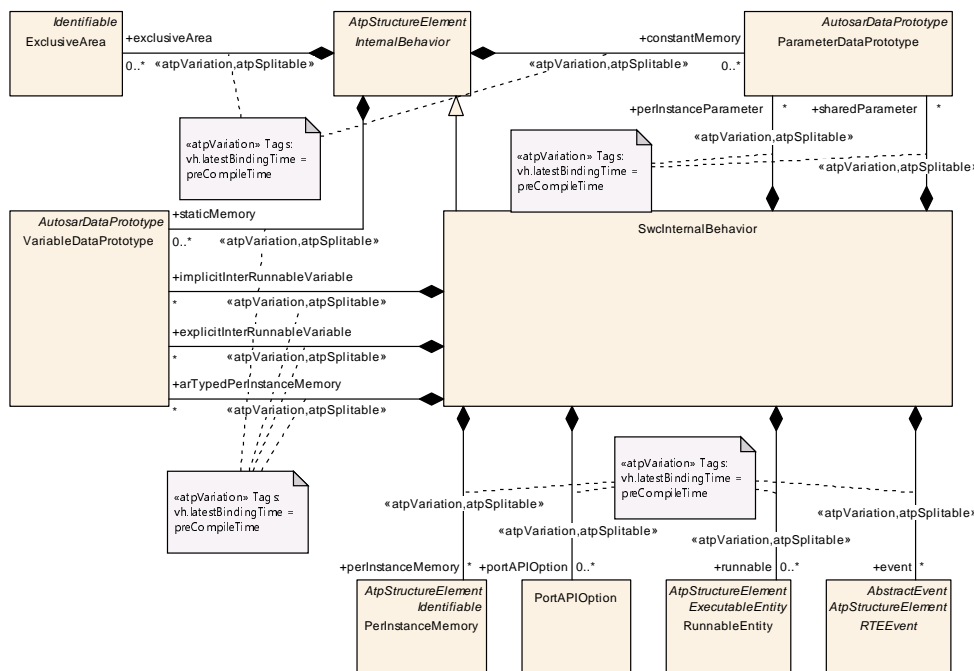 Identifiable
ExclusiveArea
+exclusiveArea
0..*
«atpVariation,atpSplitable»
AtpStructureElement
InternalBehavior
+constantMemory
«atpVariation,atpSplitable»
0..*
AutosarDataPrototype
ParameterDataPrototype
+perInstanceParameter
*
+sharedParameter
*
«atpVariation,atpSplitable»
«atpVariation,atpSplitable»
«atpVariation» Tags:
vh.latestBindingTime =
preCompileTime
«atpVariation» Tags:
vh.latestBindingTime =
preCompileTime
AutosarDataPrototype
VariableDataPrototype
+staticMemory
0..*
«atpVariation,atpSplitable»
SwcInternalBehavior
+implicitInterRunnableVariable
*
«atpVariation,atpSplitable»
+explicitInterRunnableVariable
*
«atpVariation,atpSplitable»
+arTypedPerInstanceMemory
*
«atpVariation,atpSplitable»
«atpVariation» Tags:
vh.latestBindingTime =
preCompileTime
«atpVariation» Tags:
vh.latestBindingTime =
preCompileTime
«atpVariation,atpSplitable»
«atpVariation,atpSplitable»
«atpVariation,atpSplitable»
«atpVariation,atpSplitable»
+perInstanceMemory
*
+portAPIOption
0..*
+runnable
0..*
+event
*
AtpStructureElement
Identifiable
PerInstanceMemory
PortAPIOption
AtpStructureElement
ExecutableEntity
RunnableEntity
AbstractEvent
AtpStructureElement
RTEEvent